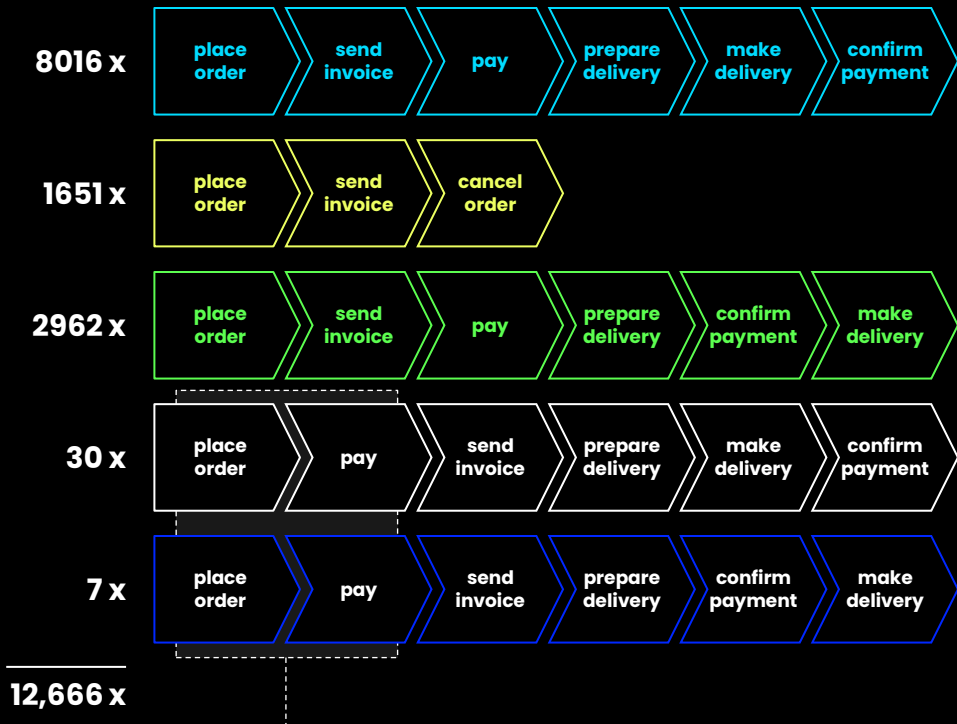 8016 x
place order
send invoice
pay
prepare delivery
make delivery
confirm payment
1651 x
place order
send invoice
cancel order
2962 x
place order
send invoice
pay
prepare delivery
confirm payment
make delivery
30 x
place order
pay
send invoice
prepare delivery
make delivery
confirm payment
7 x
place order
pay
send invoice
prepare delivery
confirm payment
make delivery
12,666 x